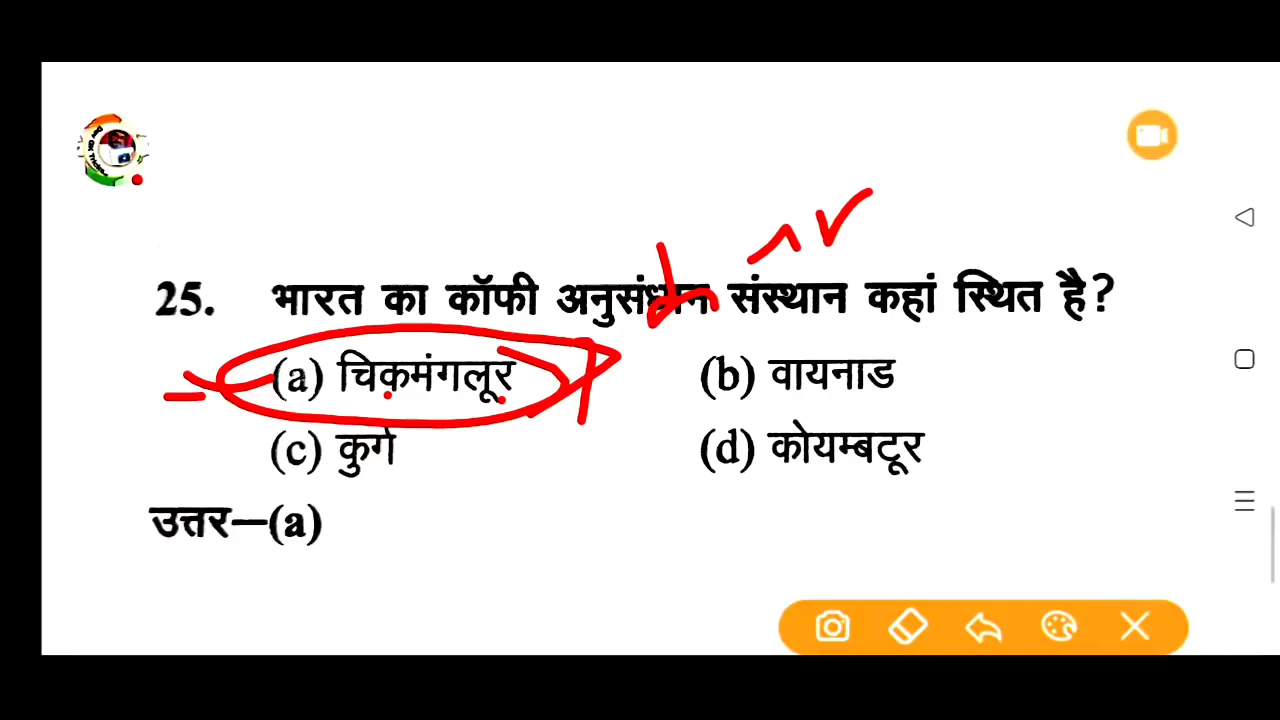 25. भारत का कॉफी अनुसंधान संस्थान कहां स्थित है?
(a) चिकमंगलूर (b) वायनाड
(c) कुर्ग (d) कोयम्बटूर
उत्तर—(a)